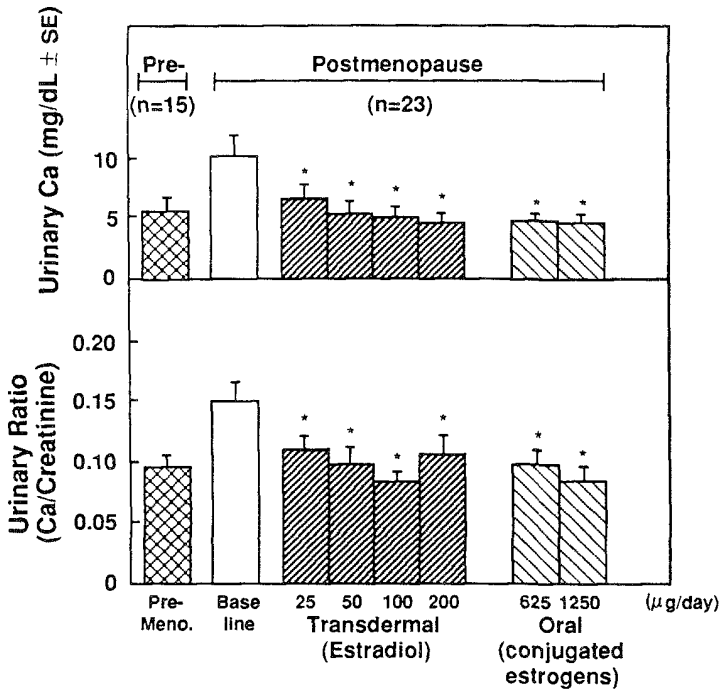 Urinary Ca (mg/dL ± SE)
Pre-
(n=15)
Postmenopause
(n=23)
10
5
0
* * * * * *
Urinary Ratio
(Ca/Creatinine)
0.20
0.15
0.10
0.05
0
* * * * * *
Pre-
Meno.
Base
line
25 50 100 200
Transdermal
(Estradiol)
625 1250
Oral
(conjugated
estrogens)
(μg/day)